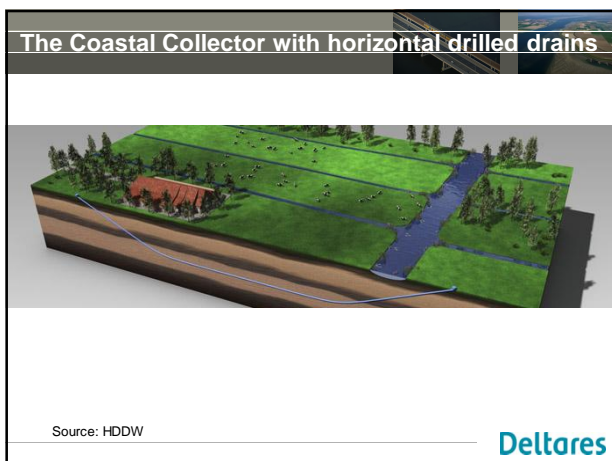 The Coastal Collector with horizontal drilled drains
Source: HDDW
Deltares